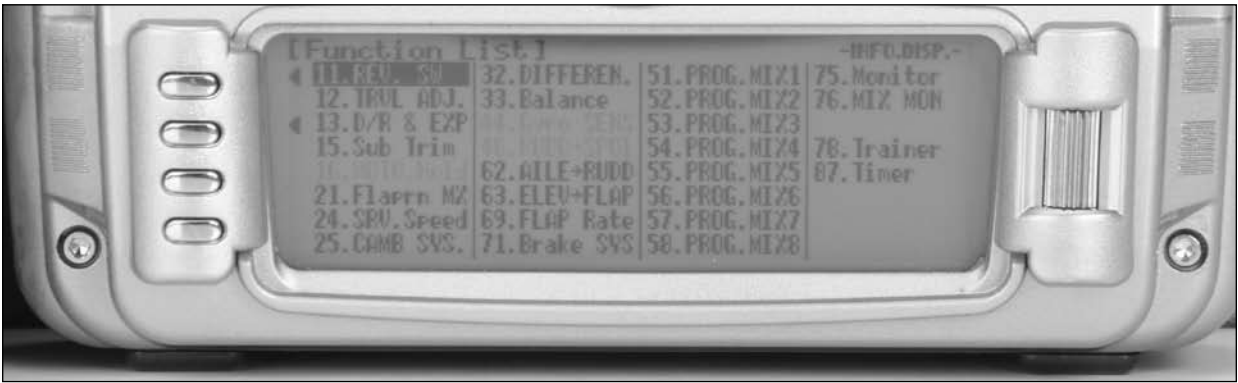 [Function List] -INFO.DISP.-
11.REV. SW 32.DIFFEREN. 51.PROG.MIX1 75.Monitor
12.TRVL ADJ. 33.Balance 52.PROG.MIX2 76.MIX MON
13.D/R & EXP 44.Gyro SENS 53.PROG.MIX3
15.Sub Trim 54.PROG.MIX4 78.Trainer
62.AILE→RUDD 55.PROG.MIX5 87.Timer
21.Flaprn MX 63.ELEV→FLAP 56.PROG.MIX6
24.SRV.Speed 69.FLAP Rate 57.PROG.MIX7
25.CAMB SYS. 71.Brake SYS 58.PROG.MIX8